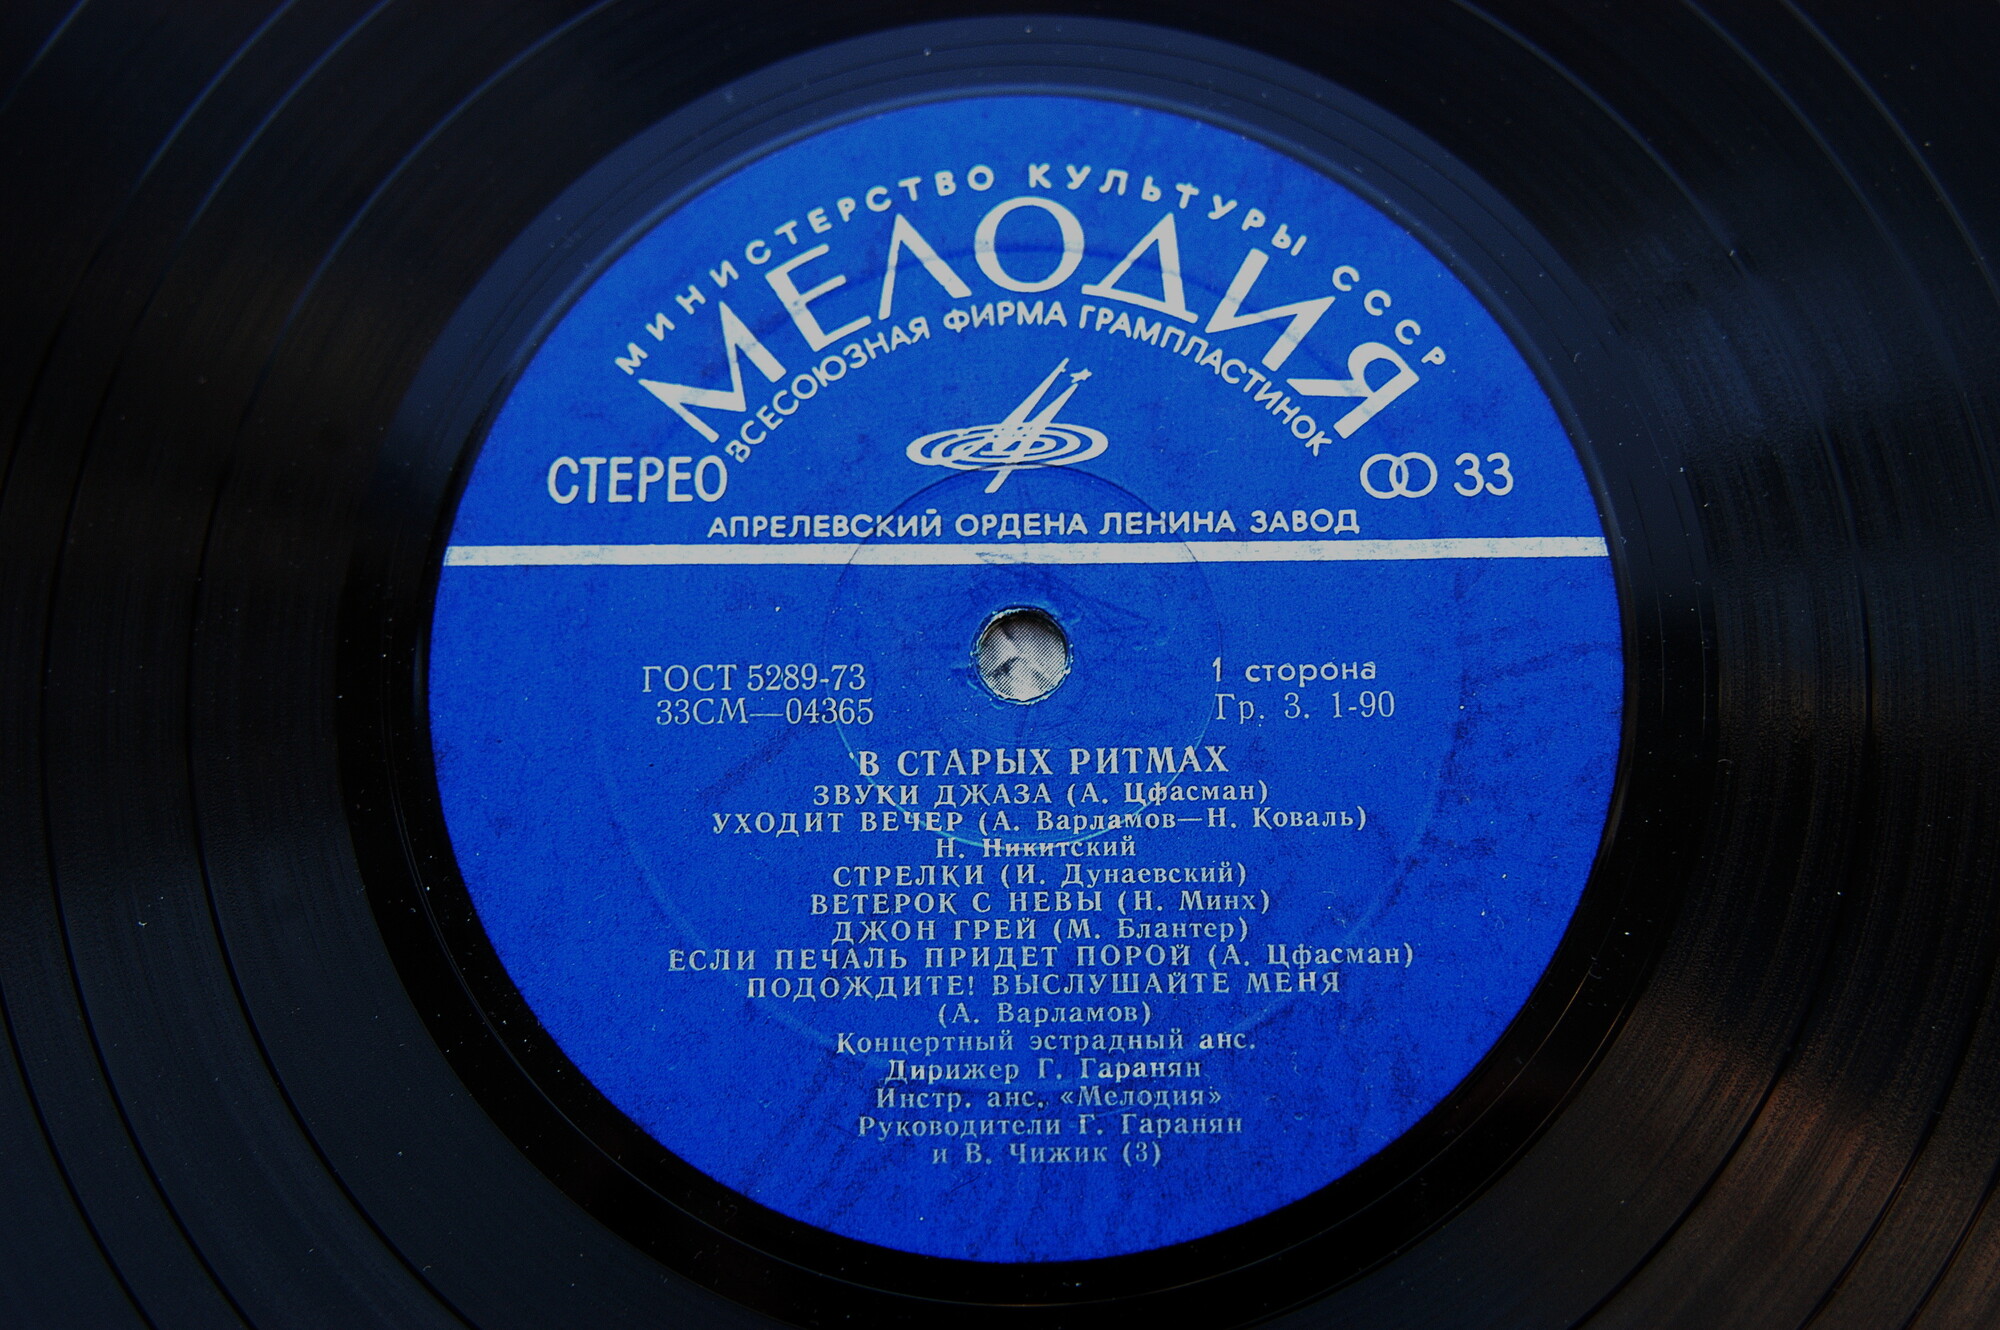 МИНИСТЕРСТВО КУЛЬТУРЫ СССР
МЕЛОДИЯ
ВСЕСОЮЗНАЯ ФИРМА ГРАМПЛАСТИНОК
СТЕРЕО
33
АПРЕЛЕВСКИЙ ОРДЕНА ЛЕНИНА ЗАВОД
ГОСТ 5289-73
33СМ—04365
1 сторона
Гр. 3. 1-90
В СТАРЫХ РИТМАХ
ЗВУКИ ДЖАЗА (А. Цфасман)
УХОДИТ ВЕЧЕР (А. Варламов—Н. Коваль)
Н. Никитский
СТРЕЛКИ (И. Дунаевский)
ВЕТЕРОК С НЕВЫ (Н. Минх)
ДЖОН ГРЕЙ (М. Блантер)
ЕСЛИ ПЕЧАЛЬ ПРИДЕТ ПОРОЙ (А. Цфасман)
ПОДОЖДИТЕ! ВЫСЛУШАЙТЕ МЕНЯ
(А. Варламов)
Концертный эстрадный анс.
Дирижер Г. Гаранян
Инстр. анс. «Мелодия»
Руководители Г. Гаранян
и В. Чижик (3)